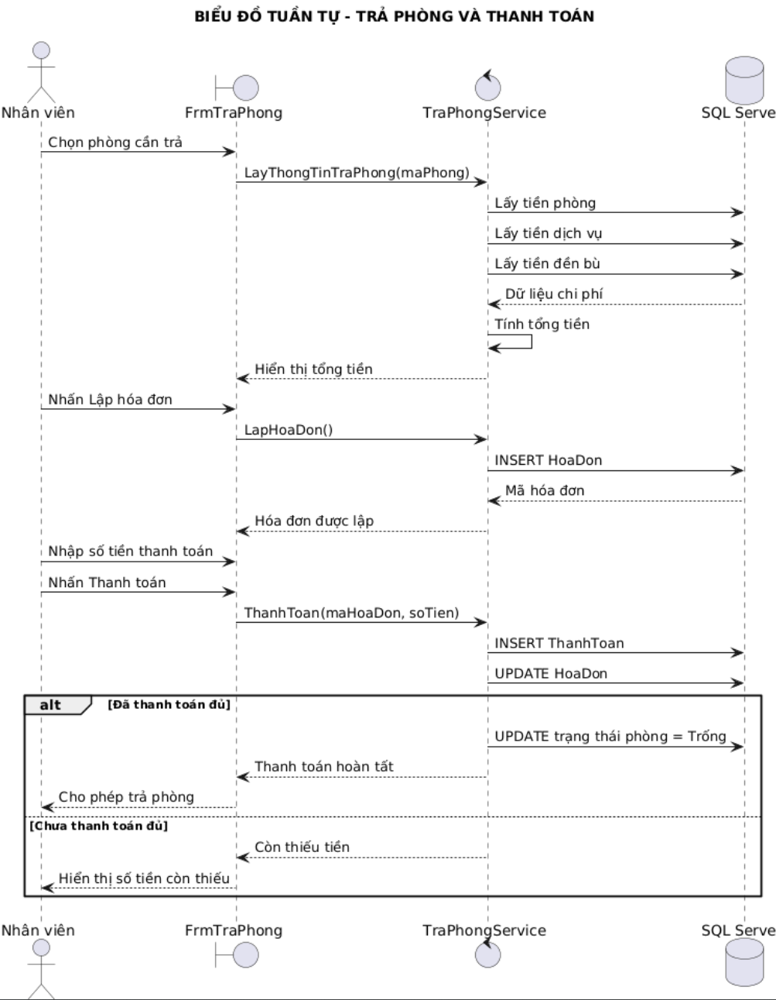 BIỂU ĐỒ TUẦN TỰ - TRẢ PHÒNG VÀ THANH TOÁN
Nhân viên FrmTraPhong TraPhongService SQL Serve
Chọn phòng cần trả
LayThongTinTraPhong(maPhong)
Lấy tiền phòng
Lấy tiền dịch vụ
Lấy tiền đền bù
Dữ liệu chi phí
Tính tổng tiền
Hiển thị tổng tiền
Nhấn Lập hóa đơn
LapHoaDon()
INSERT HoaDon
Mã hóa đơn
Hóa đơn được lập
Nhập số tiền thanh toán
Nhấn Thanh toán
ThanhToan(maHoaDon, soTien)
INSERT ThanhToan
UPDATE HoaDon
alt [Đã thanh toán đủ]
UPDATE trạng thái phòng = Trống
Thanh toán hoàn tất
Cho phép trả phòng
[Chưa thanh toán đủ]
Còn thiếu tiền
Hiển thị số tiền còn thiếu
Nhân viên FrmTraPhong TraPhongService SQL Serve